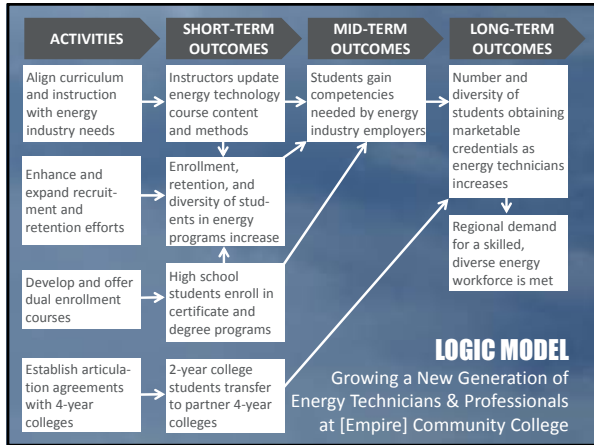 ACTIVITIES
SHORT-TERM
OUTCOMES
MID-TERM
OUTCOMES
LONG-TERM
OUTCOMES
Align curriculum
and instruction
with energy
industry needs
Instructors update
energy technology
course content
and methods
Students gain
competencies
needed by energy
industry employers
Number and
diversity of
students obtaining
marketable
credentials as
energy technicians
increases
Enhance and
expand recruit-
ment and
retention efforts
Enrollment,
retention, and
diversity of stud-
ents in energy
programs increase
Regional demand
for a skilled,
diverse energy
workforce is met
Develop and offer
dual enrollment
courses
High school
students enroll in
certificate and
degree programs
Establish articula-
tion agreements
with 4-year
colleges
2-year college
students transfer
to partner 4-year
colleges
LOGIC MODEL
Growing a New Generation of
Energy Technicians & Professionals
at [Empire] Community College